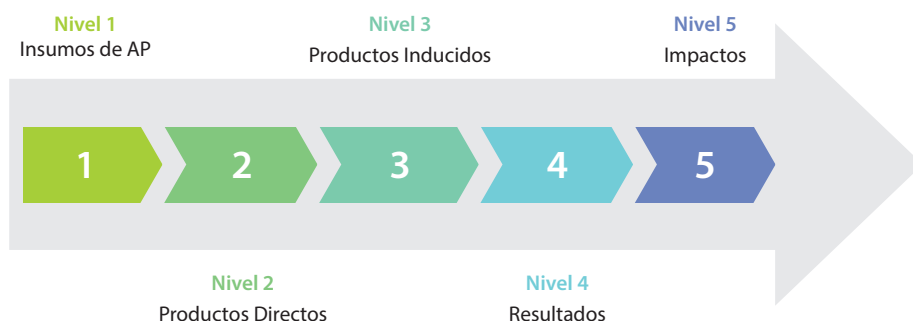 Nivel 1
Insumos de AP
Nivel 3
Productos Inducidos
Nivel 5
Impactos
1
2
3
4
5
Nivel 2
Productos Directos
Nivel 4
Resultados